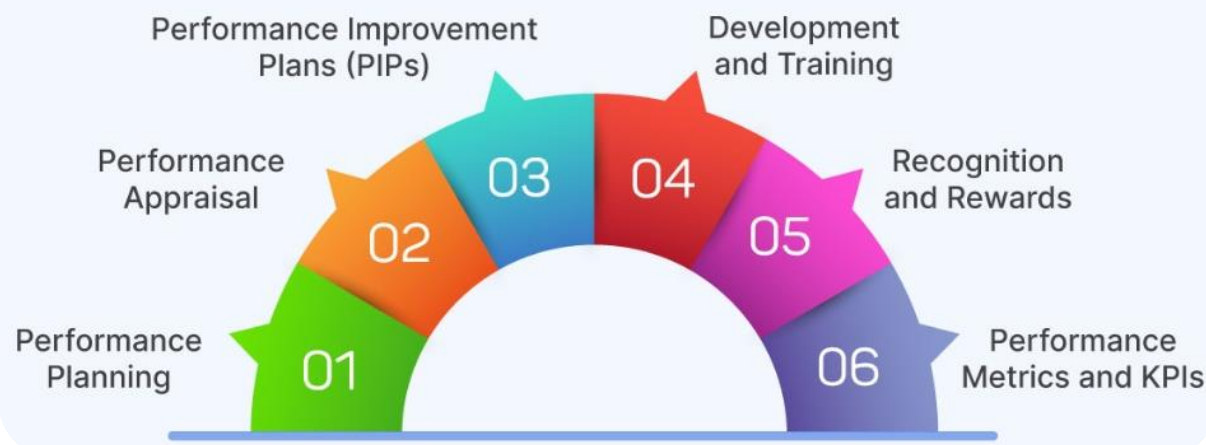 01
Performance
Planning
02
Performance
Appraisal
03
Performance Improvement
Plans (PIPs)
04
Development
and Training
05
Recognition
and Rewards
06
Performance
Metrics and KPIs